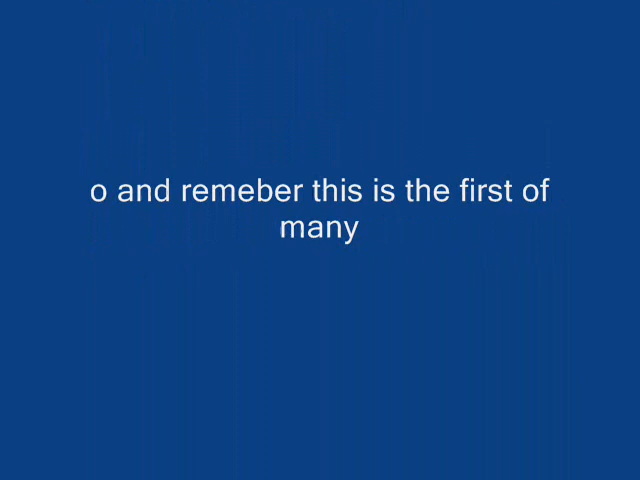 o and remeber this is the first of
many